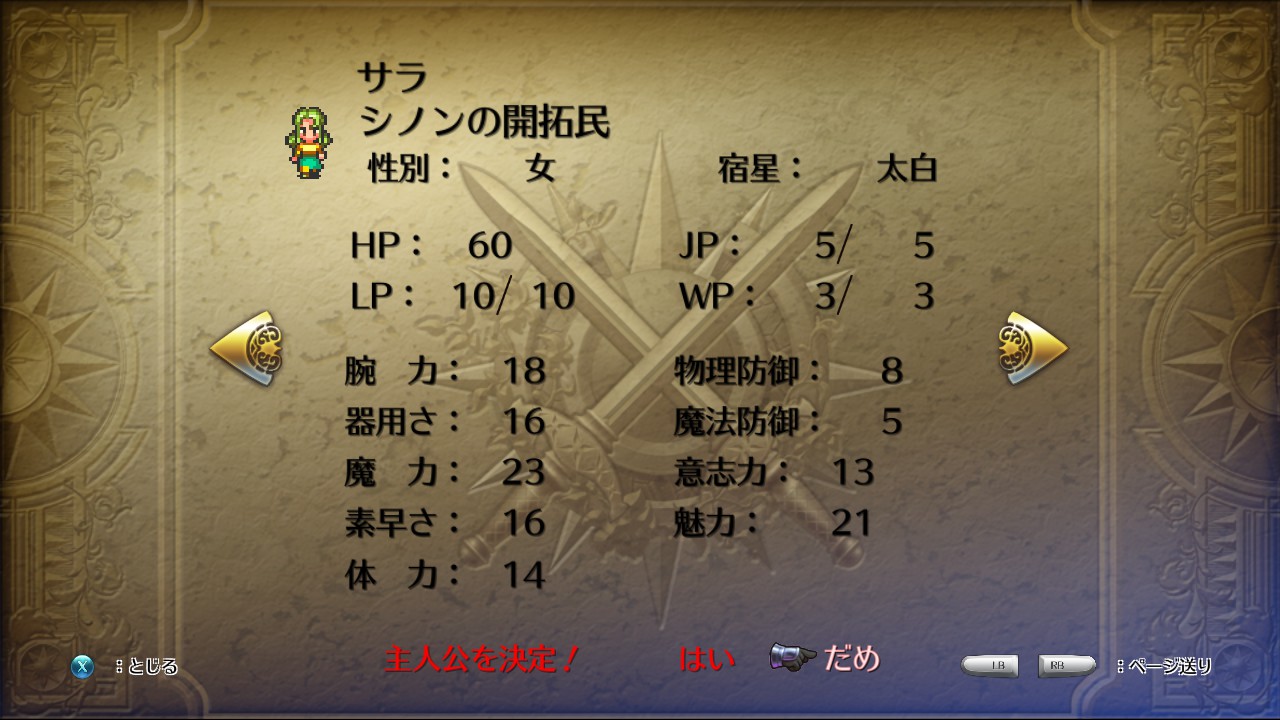 サラ
シノンの開拓民
性別： 女 宿星： 太白
HP： 60 JP： 5/ 5
LP： 10/ 10 WP： 3/ 3
腕 力： 18 物理防御： 8
器用さ： 16 魔法防御： 5
魔 力： 23 意志力： 13
素早さ： 16 魅力： 21
体 力： 14
主人公を決定！ はい だめ
X ：とじる LB RB ：ページ送り